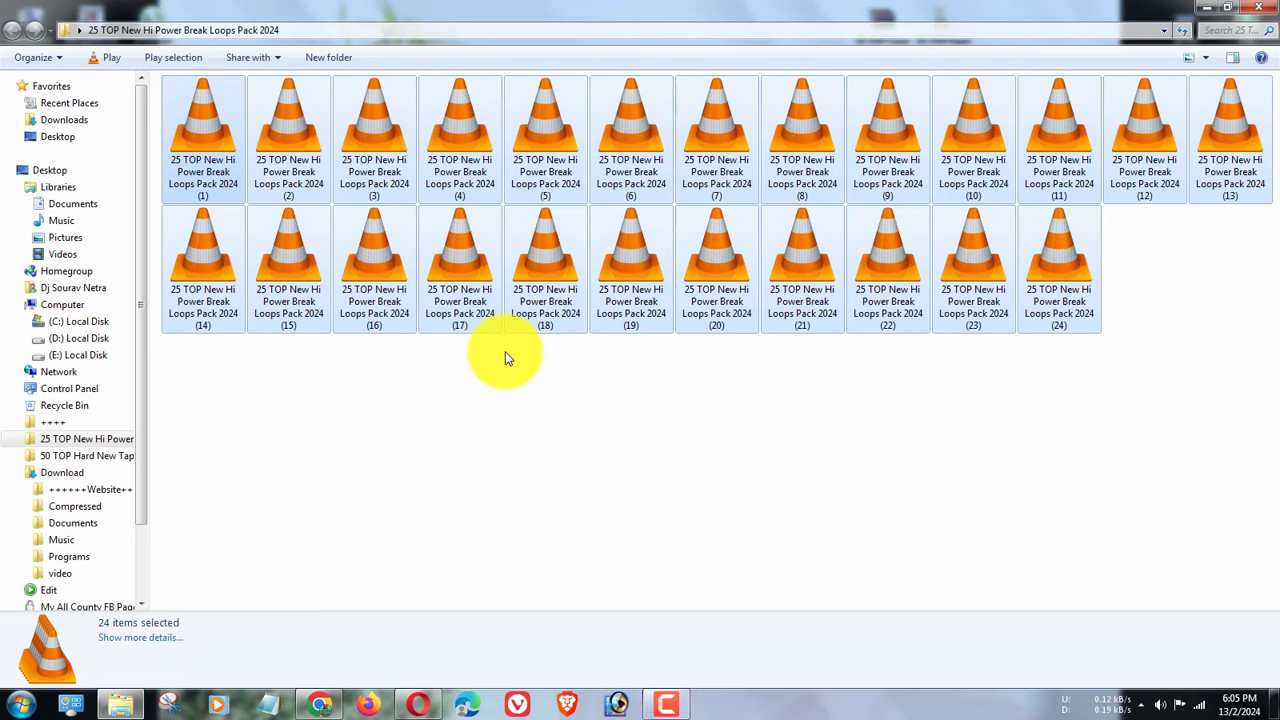 25 TOP New Hi Power Break Loops Pack 2024
Search 25 T...
Organize
Play
Play selection
Share with
New folder
Favorites
Recent Places
Downloads
Desktop
Desktop
Libraries
Documents
Music
Pictures
Videos
Homegroup
Dj Sourav Netra
Computer
(C:) Local Disk
(D:) Local Disk
(E:) Local Disk
Network
Control Panel
Recycle Bin
++++
25 TOP New Hi Power
50 TOP Hard New Tap
Download
++++++Website++
Compressed
Documents
Music
Programs
video
Edit
My All County FB Page
25 TOP New Hi
Power Break
Loops Pack 2024
(1)
25 TOP New Hi
Power Break
Loops Pack 2024
(2)
25 TOP New Hi
Power Break
Loops Pack 2024
(3)
25 TOP New Hi
Power Break
Loops Pack 2024
(4)
25 TOP New Hi
Power Break
Loops Pack 2024
(5)
25 TOP New Hi
Power Break
Loops Pack 2024
(6)
25 TOP New Hi
Power Break
Loops Pack 2024
(7)
25 TOP New Hi
Power Break
Loops Pack 2024
(8)
25 TOP New Hi
Power Break
Loops Pack 2024
(9)
25 TOP New Hi
Power Break
Loops Pack 2024
(10)
25 TOP New Hi
Power Break
Loops Pack 2024
(11)
25 TOP New Hi
Power Break
Loops Pack 2024
(12)
25 TOP New Hi
Power Break
Loops Pack 2024
(13)
25 TOP New Hi
Power Break
Loops Pack 2024
(14)
25 TOP New Hi
Power Break
Loops Pack 2024
(15)
25 TOP New Hi
Power Break
Loops Pack 2024
(16)
25 TOP New Hi
Power Break
Loops Pack 2024
(17)
25 TOP New Hi
Power Break
Loops Pack 2024
(18)
25 TOP New Hi
Power Break
Loops Pack 2024
(19)
25 TOP New Hi
Power Break
Loops Pack 2024
(20)
25 TOP New Hi
Power Break
Loops Pack 2024
(21)
25 TOP New Hi
Power Break
Loops Pack 2024
(22)
25 TOP New Hi
Power Break
Loops Pack 2024
(23)
25 TOP New Hi
Power Break
Loops Pack 2024
(24)
24 items selected
Show more details...
U: 0.12 kB/s
D: 0.19 kB/s
6:05 PM
13/2/2024